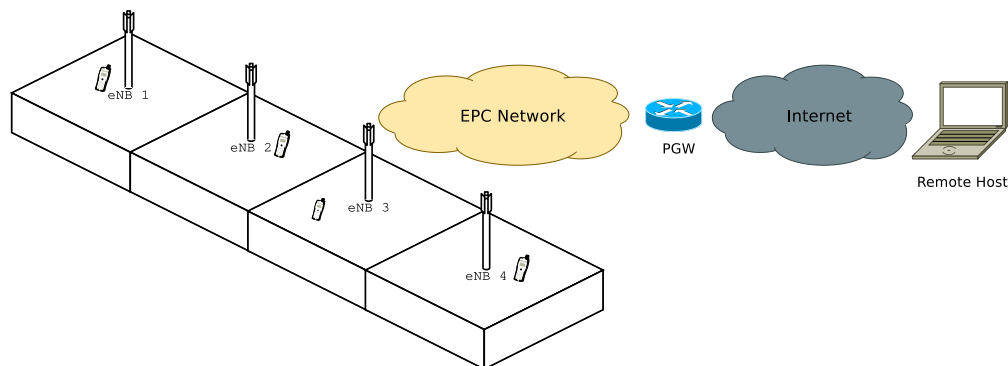 eNB 1
eNB 2
eNB 3
eNB 4
EPC Network
PGW
Internet
Remote Host